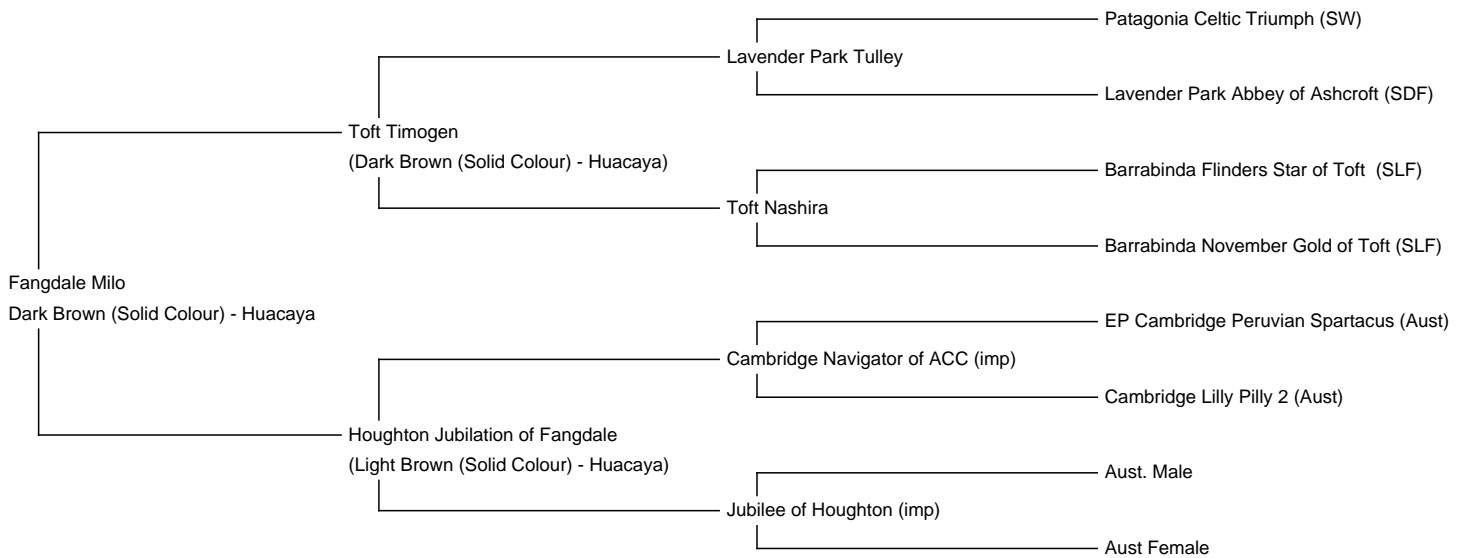 Patagonia Celtic Triumph (SW)
Lavender Park Tulley
Lavender Park Abbey of Ashcroft (SDF)
Toft Timogen
(Dark Brown (Solid Colour) - Huacaya)
Barrabinda Flinders Star of Toft  (SLF)
Toft Nashira
Barrabinda November Gold of Toft (SLF)
Fangdale Milo
Dark Brown (Solid Colour) - Huacaya
EP Cambridge Peruvian Spartacus (Aust)
Cambridge Navigator of ACC (imp)
Cambridge Lilly Pilly 2 (Aust)
Houghton Jubilation of Fangdale
(Light Brown (Solid Colour) - Huacaya)
Aust. Male
Jubilee of Houghton (imp)
Aust Female